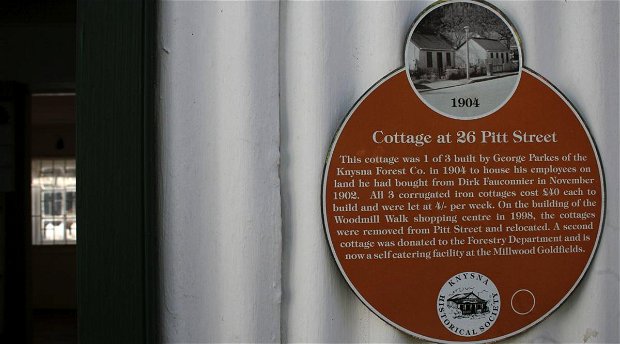 1904
Cottage at 26 Pitt Street
This cottage was 1 of 3 built by George Parkes of the
Knysna Forest Co. in 1904 to house his employees on
land he had bought from Dirk Fauconnier in November
1902. All 3 corrugated iron cottages cost £40 each to
build and were let at 4/- per week. On the building of the
Woodmill Walk shopping centre in 1998, the cottages
were removed from Pitt Street and relocated. A second
cottage was donated to the Forestry Department and is
now a self catering facility at the Millwood Goldfields.
KNYSNA
HISTORICAL SOCIETY